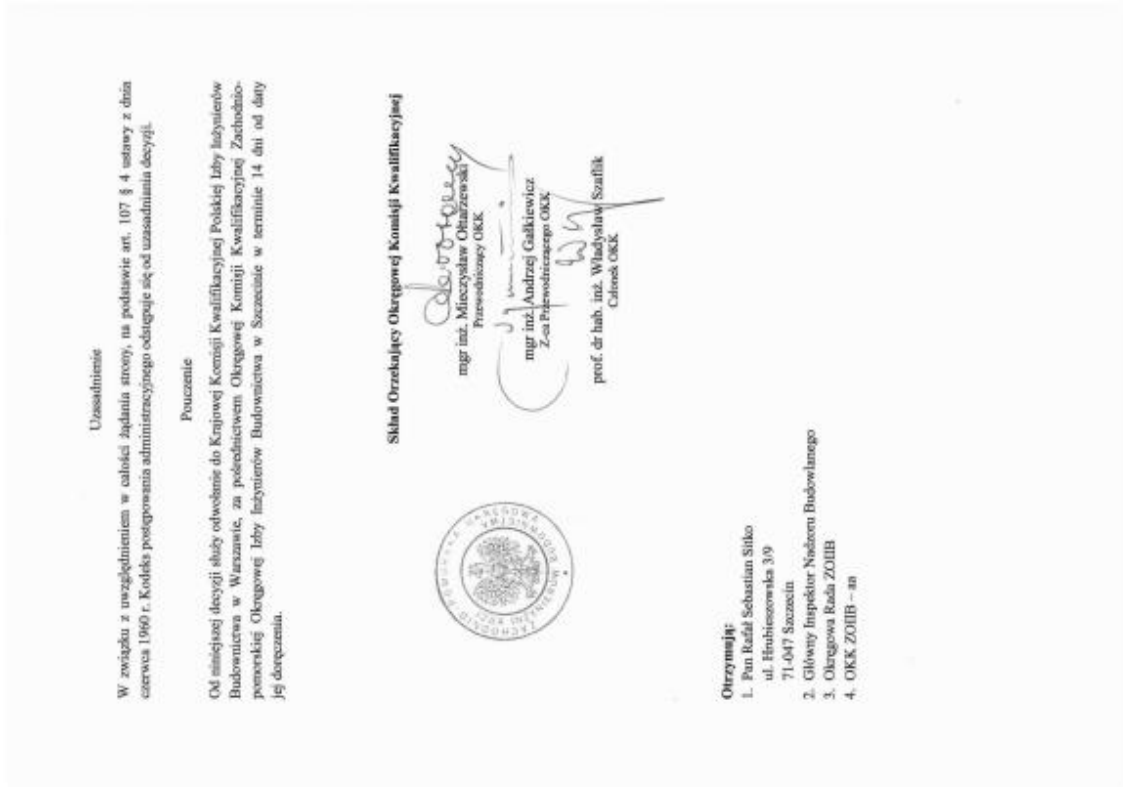 Uzasadnienie
W związku z uwzględnieniem w całości żądania strony, na podstawie art. 107 § 4 ustawy z dnia
czerwca 1960 r. Kodeks postępowania administracyjnego odstępuje się od uzasadniania decyzji.
Pouczenie
Od niniejszej decyzji służy odwołanie do Krajowej Komisji Kwalifikacyjnej Polskiej Izby Inżynierów
Budownictwa w Warszawie, za pośrednictwem Okręgowej Komisji Kwalifikacyjnej Zachodnio-
pomorskiej Okręgowej Izby Inżynierów Budownictwa w Szczecinie w terminie 14 dni od daty
jej doręczenia.
Skład Orzekający Okręgowej Komisji Kwalifikacyjnej
mgr inż. Mieczysław Ołtarzewski
Przewodniczący OKK
mgr inż. Andrzej Gałkiewicz
Z-ca Przewodniczącego OKK
prof. dr hab. inż. Władysław Szaflik
Członek OKK
Otrzymują:
1. Pan Rafał Sebastian Sitko
ul. Hrubieszowska 3/9
71-047 Szczecin
2. Główny Inspektor Nadzoru Budowlanego
3. Okręgowa Rada ZOIIB
4. OKK ZOIIB – aa